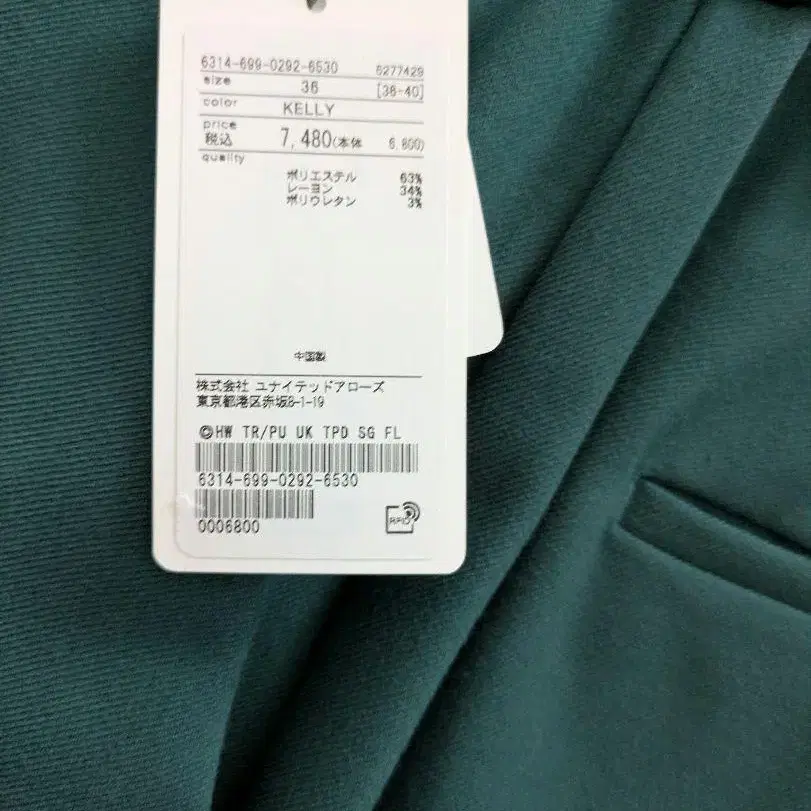 6314-699-0292-6530 6277429
size 36 [36-40]
color KELLY
price
税込 7,480(本体 6,800)
quality
ポリエステル 63%
レーヨン 34%
ポリウレタン 3%
中国製
株式会社 ユナイテッドアローズ
東京都港区赤坂8-1-19
©HW TR/PU UK TPD SG FL
6314-699-0292-6530
0006800
RFID